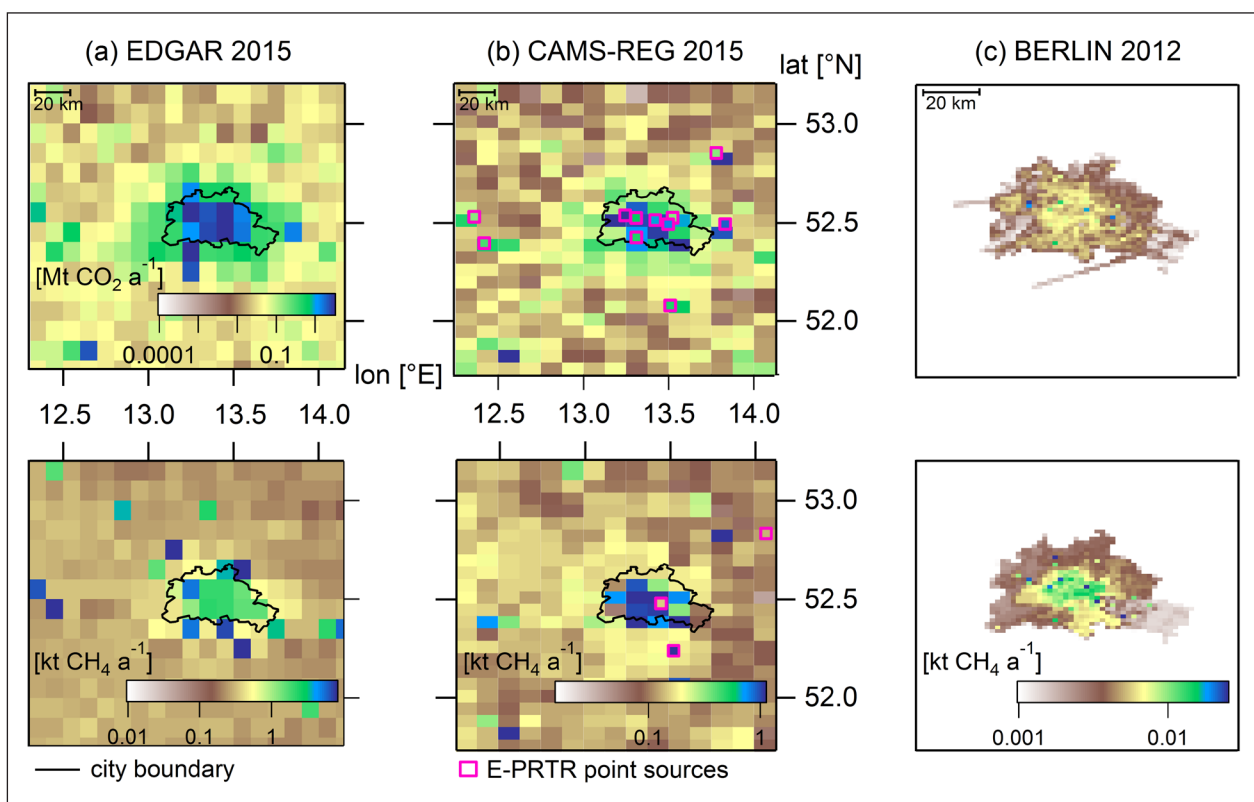 (a) EDGAR 2015
(b) CAMS-REG 2015
lat [°N]
(c) BERLIN 2012
20 km
20 km
20 km
53.0
52.5
52.0
[Mt CO₂ a⁻¹]
0.0001
0.1
lon [°E]
12.5
13.0
13.5
14.0
12.5
13.0
13.5
14.0
53.0
52.5
52.0
[kt CH₄ a⁻¹]
0.01
0.1
1
[kt CH₄ a⁻¹]
0.1
1
[kt CH₄ a⁻¹]
0.001
0.01
city boundary
E-PRTR point sources